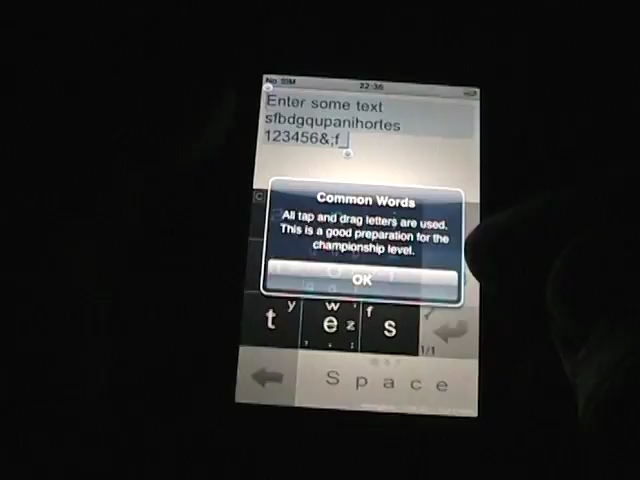 No SIM 22:36
Enter some text
sfbdgqupanihortes
123456&;f_
Common Words
All tap and drag letters are used.
This is a good preparation for the
championship level.
OK
t y w e z f s
1/1
Space